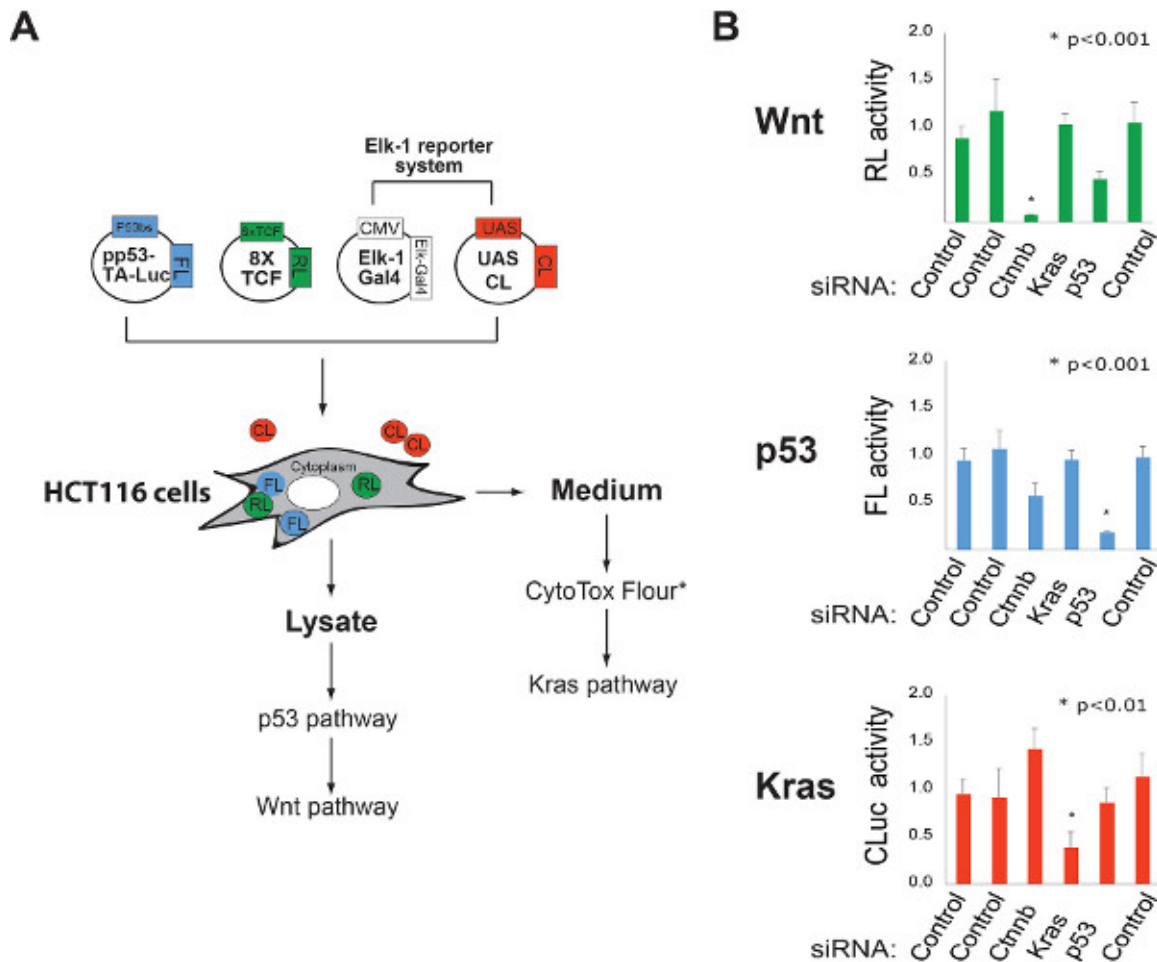 A
Elk-1 reporter
system
P53bs
pp53-
TA-Luc
FL
8xTCF
8X
TCF
RL
CMV
Elk-1
Gal4
Elk-Gal4
UAS
UAS
CL
CL
CL
CL
CL
HCT116 cells
Cytoplasm
FL
RL
RL
FL
Medium
CytoTox Flour*
Kras pathway
Lysate
p53 pathway
Wnt pathway
B
Wnt
RL activity
2.0
1.5
1.0
0.5
* p<0.001
*
siRNA:
Control
Control
Ctnnb
Kras
p53
Control
p53
FL activity
2.0
1.5
1.0
0.5
* p<0.001
*
siRNA:
Control
Control
Ctnnb
Kras
p53
Control
Kras
CLuc activity
2.0
1.5
1.0
0.5
0.0
* p<0.01
*
siRNA:
Control
Control
Ctnnb
Kras
p53
Control